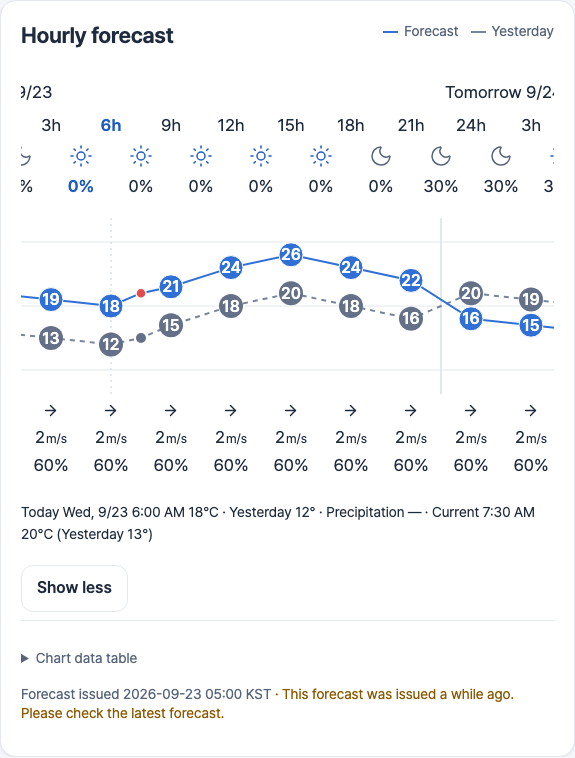 Hourly forecast
Forecast Yesterday
9/23 Tomorrow 9/24
3h 6h 9h 12h 15h 18h 21h 24h 3h
% 0% 0% 0% 0% 0% 0% 30% 30% 3
19 18 21 24 26 24 22 20 19
13 12 15 18 20 18 16 16 15
→ → → → → → → → →
2m/s 2m/s 2m/s 2m/s 2m/s 2m/s 2m/s 2m/s 2m/s
60% 60% 60% 60% 60% 60% 60% 60% 60%
Today Wed, 9/23 6:00 AM 18°C · Yesterday 12° · Precipitation — · Current 7:30 AM
20°C (Yesterday 13°)
Show less
Chart data table
Forecast issued 2026-09-23 05:00 KST · This forecast was issued a while ago.
Please check the latest forecast.